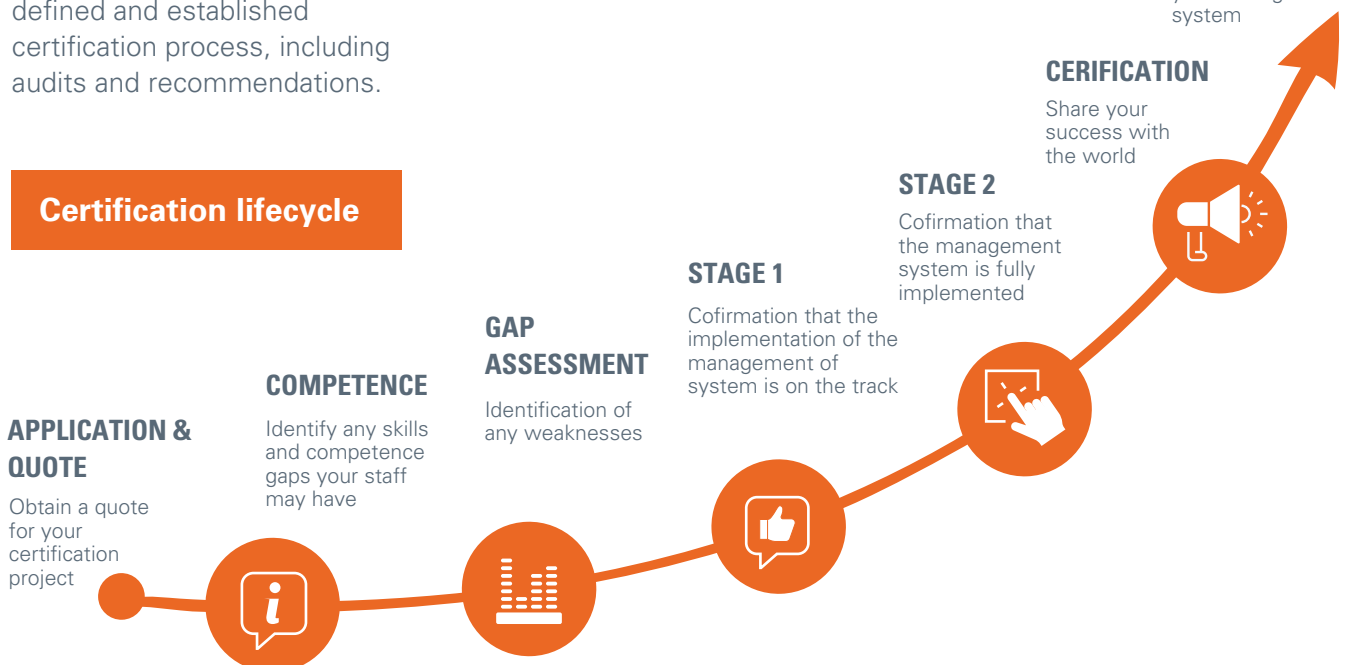 defined and established
certification process, including
audits and recommendations.
Certification lifecycle
APPLICATION &
QUOTE
Obtain a quote
for your
certification
project
COMPETENCE
Identify any skills
and competence
gaps your staff
may have
GAP
ASSESSMENT
Identification of
any weaknesses
STAGE 1
Cofirmation that the
implementation of the
management of
system is on the track
STAGE 2
Cofirmation that
the management
system is fully
implemented
CERIFICATION
Share your
success with
the world
system